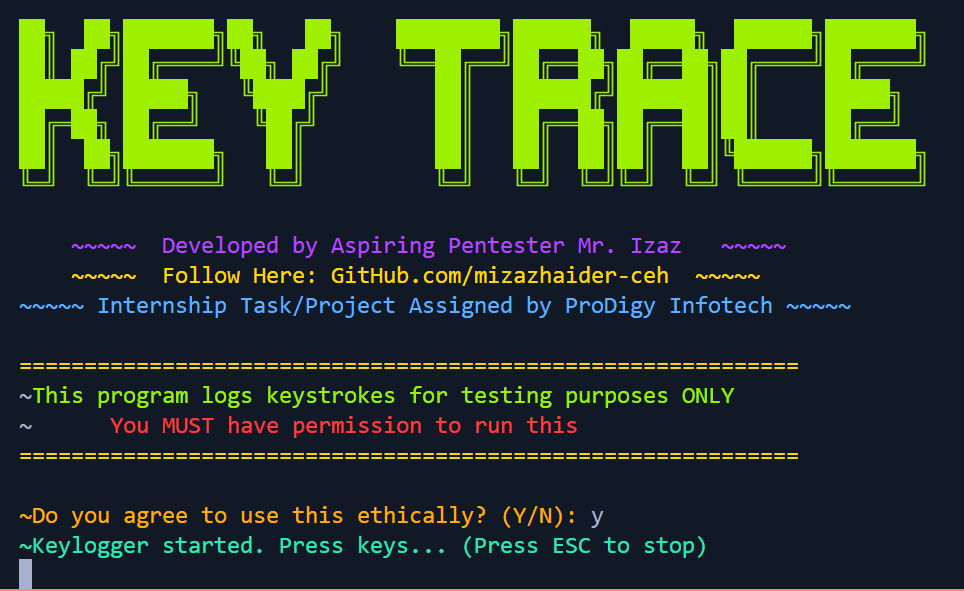 KEY TRACE
~~~~~ Developed by Aspiring Pentester Mr. Izaz ~~~~~
~~~~~ Follow Here: GitHub.com/mizazhaider-ceh ~~~~~
~~~~~ Internship Task/Project Assigned by ProDigy Infotech ~~~~~
============================================================
~This program logs keystrokes for testing purposes ONLY
~ You MUST have permission to run this
============================================================
~Do you agree to use this ethically? (Y/N): y
~Keylogger started. Press keys... (Press ESC to stop)